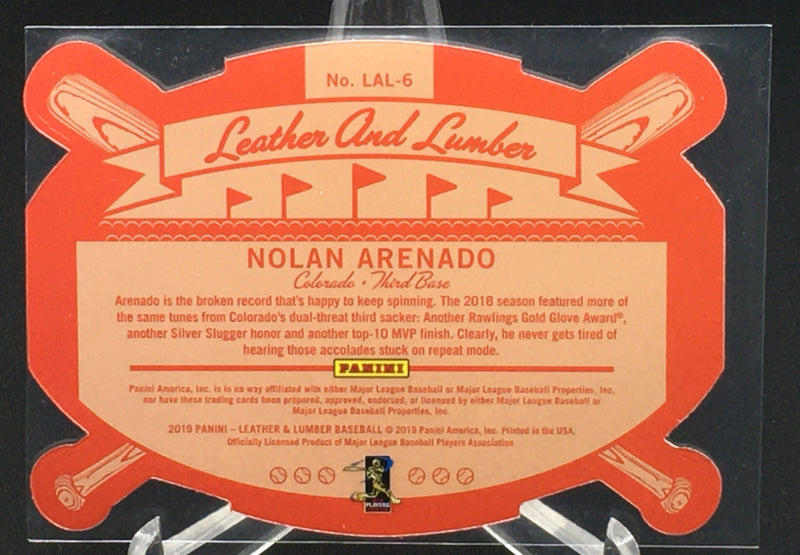 No. LAL-6
Leather And Lumber
NOLAN ARENADO
Colorado • Third Base
Arenado is the broken record that's happy to keep spinning. The 2018 season featured more of
the same tunes from Colorado's dual-threat third sacker: Another Rawlings Gold Glove Award®,
another Silver Slugger honor and another top-10 MVP finish. Clearly, he never gets tired of
hearing those accolades stuck on repeat mode.
PANINI
Panini America, Inc. is in no way affiliated with either Major League Baseball or Major League Baseball Properties, Inc.
nor have these trading cards been prepared, approved, endorsed, or licensed by either Major League Baseball or
Major League Baseball Properties, Inc.
2019 PANINI – LEATHER & LUMBER BASEBALL © 2019 Panini America, Inc. Printed in the USA.
Officially Licensed Product of Major League Baseball Players Association
PLAYERS